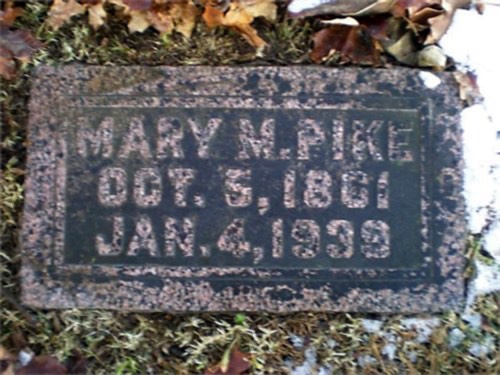 MARY M. PIKE
OCT. 5, 1861
JAN. 4, 1939